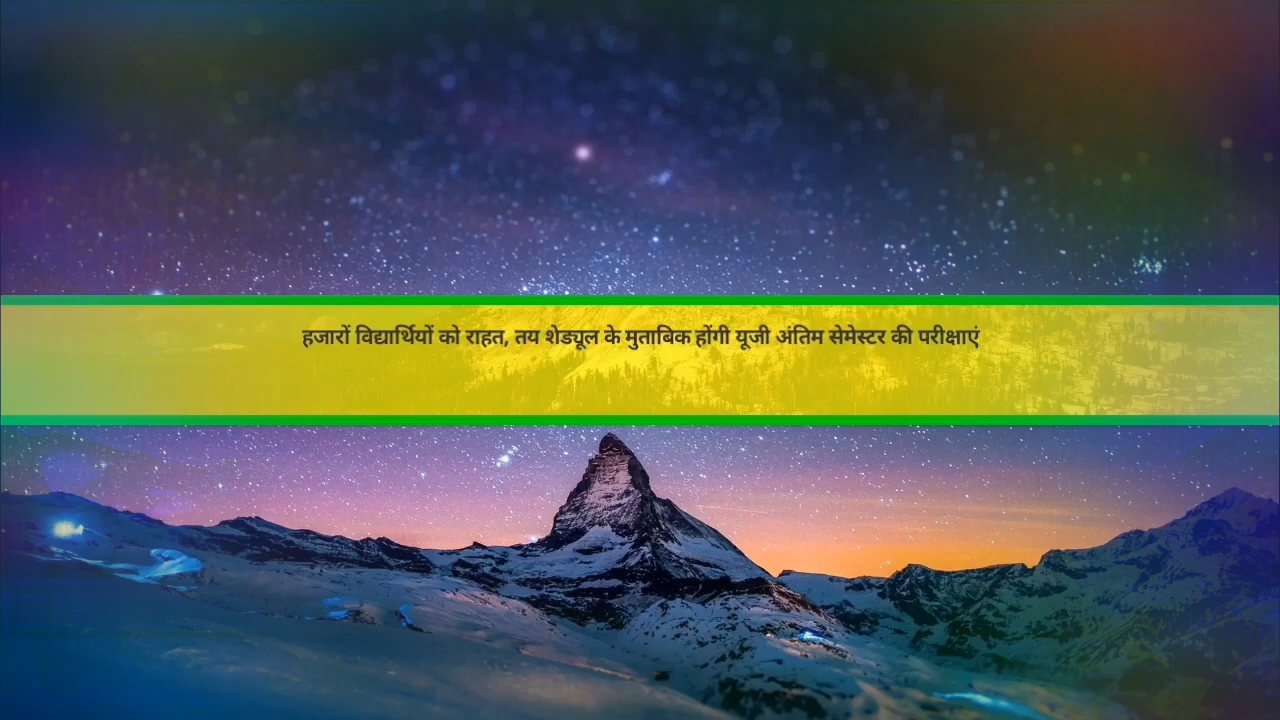 हजारों विद्यार्थियों को राहत, तय शेड्यूल के मुताबिक होंगी यूजी अंतिम सेमेस्टर की परीक्षाएं